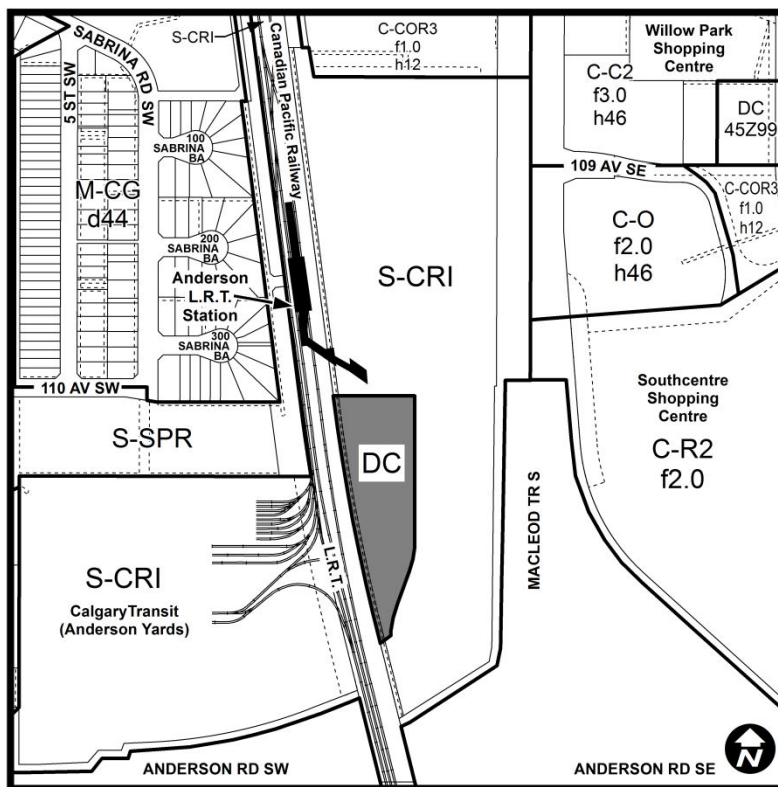 SABRINA RD SW
5 ST SW
S-CRI
Canadian Pacific Railway
C-COR3
f1.0
h12
Willow Park
Shopping
Centre
C-C2
f3.0
h46
DC
45Z99
100
SABRINA
BA
109 AV SE
M-CG
d44
C-COR3
f1.0
h12
200
SABRINA
BA
C-O
f2.0
h46
Anderson
L.R.T.
Station
S-CRI
300
SABRINA
BA
110 AV SW
Southcentre
Shopping
Centre
C-R2
f2.0
S-SPR
DC
MACLEOD TR S
L.R.T.
S-CRI
CalgaryTransit
(Anderson Yards)
N
ANDERSON RD SW
ANDERSON RD SE